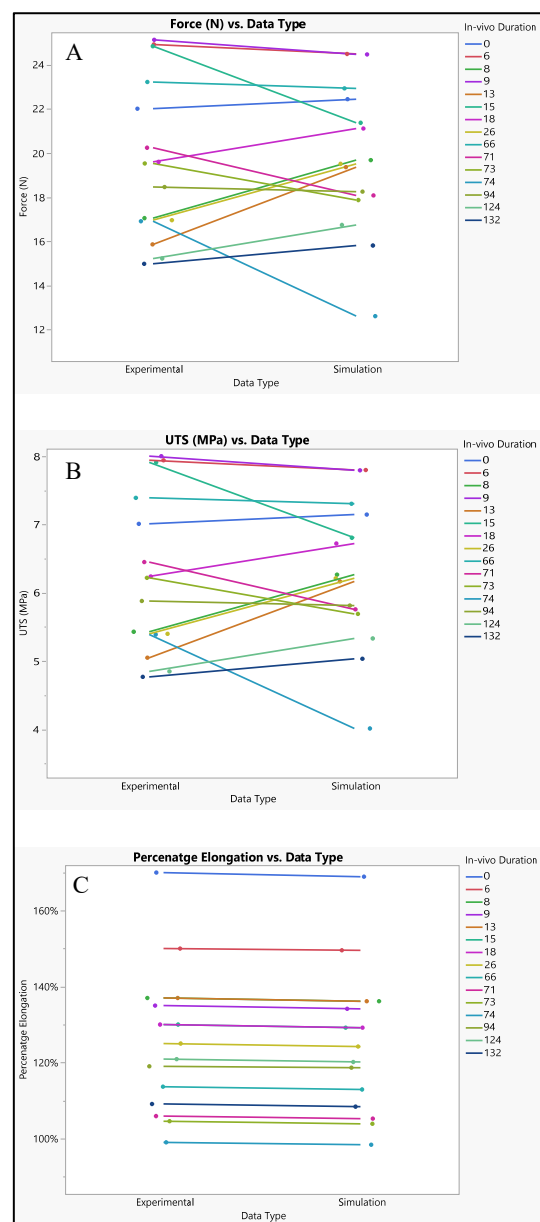 Force (N) vs. Data Type
A
Force (N)
24
22
20
18
16
14
12
Experimental
Simulation
Data Type
In-vivo Duration
0
6
8
9
13
15
18
26
66
71
73
74
94
124
132
UTS (MPa) vs. Data Type
B
UTS (MPa)
8
7
6
5
4
Experimental
Simulation
Data Type
In-vivo Duration
0
6
8
9
13
15
18
26
66
71
73
74
94
124
132
Percenatge Elongation vs. Data Type
C
Percenatge Elongation
160%
140%
120%
100%
Experimental
Simulation
Data Type
In-vivo Duration
0
6
8
9
13
15
18
26
66
71
73
74
94
124
132